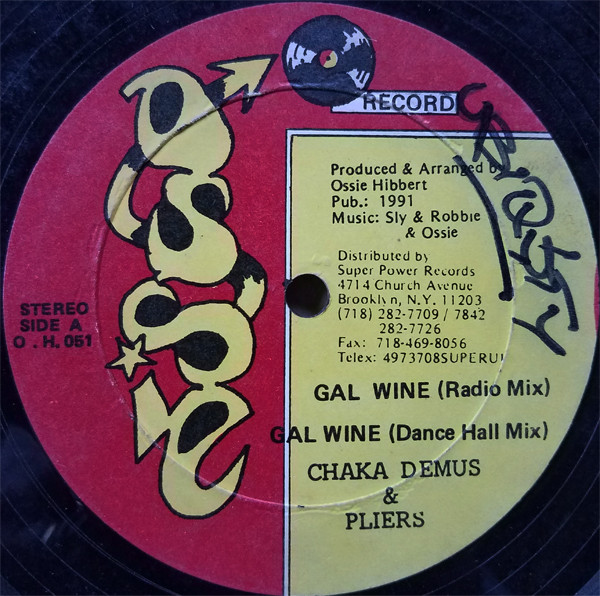 Ossie
RECORD
Produced & Arranged by
Ossie Hibbert
Pub.: 1991
Music: Sly & Robbie
& Ossie
Distributed by
Super Power Records
4714 Church Avenue
Brooklyn, N.Y. 11203
(718) 282-7709 / 7842
282-7726
Fax: 718-469-8056
Telex: 4973708SUPERUI
STEREO
SIDE A
O . H. 051
GAL WINE (Radio Mix)
GAL WINE (Dance Hall Mix)
CHAKA DEMUS
&
PLIERS